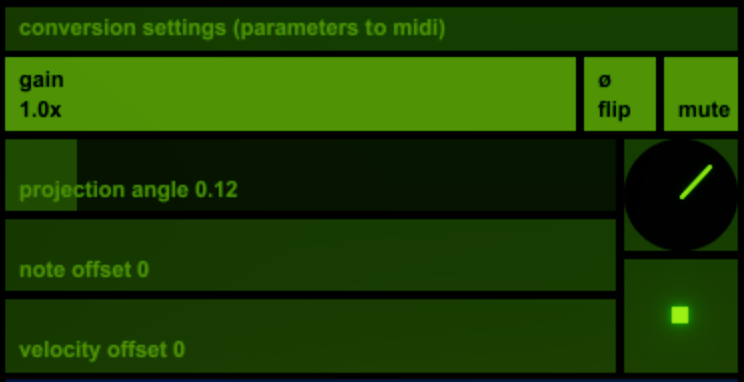 conversion settings (parameters to midi)
gain
1.0x
ø
flip
mute
projection angle 0.12
note offset 0
velocity offset 0